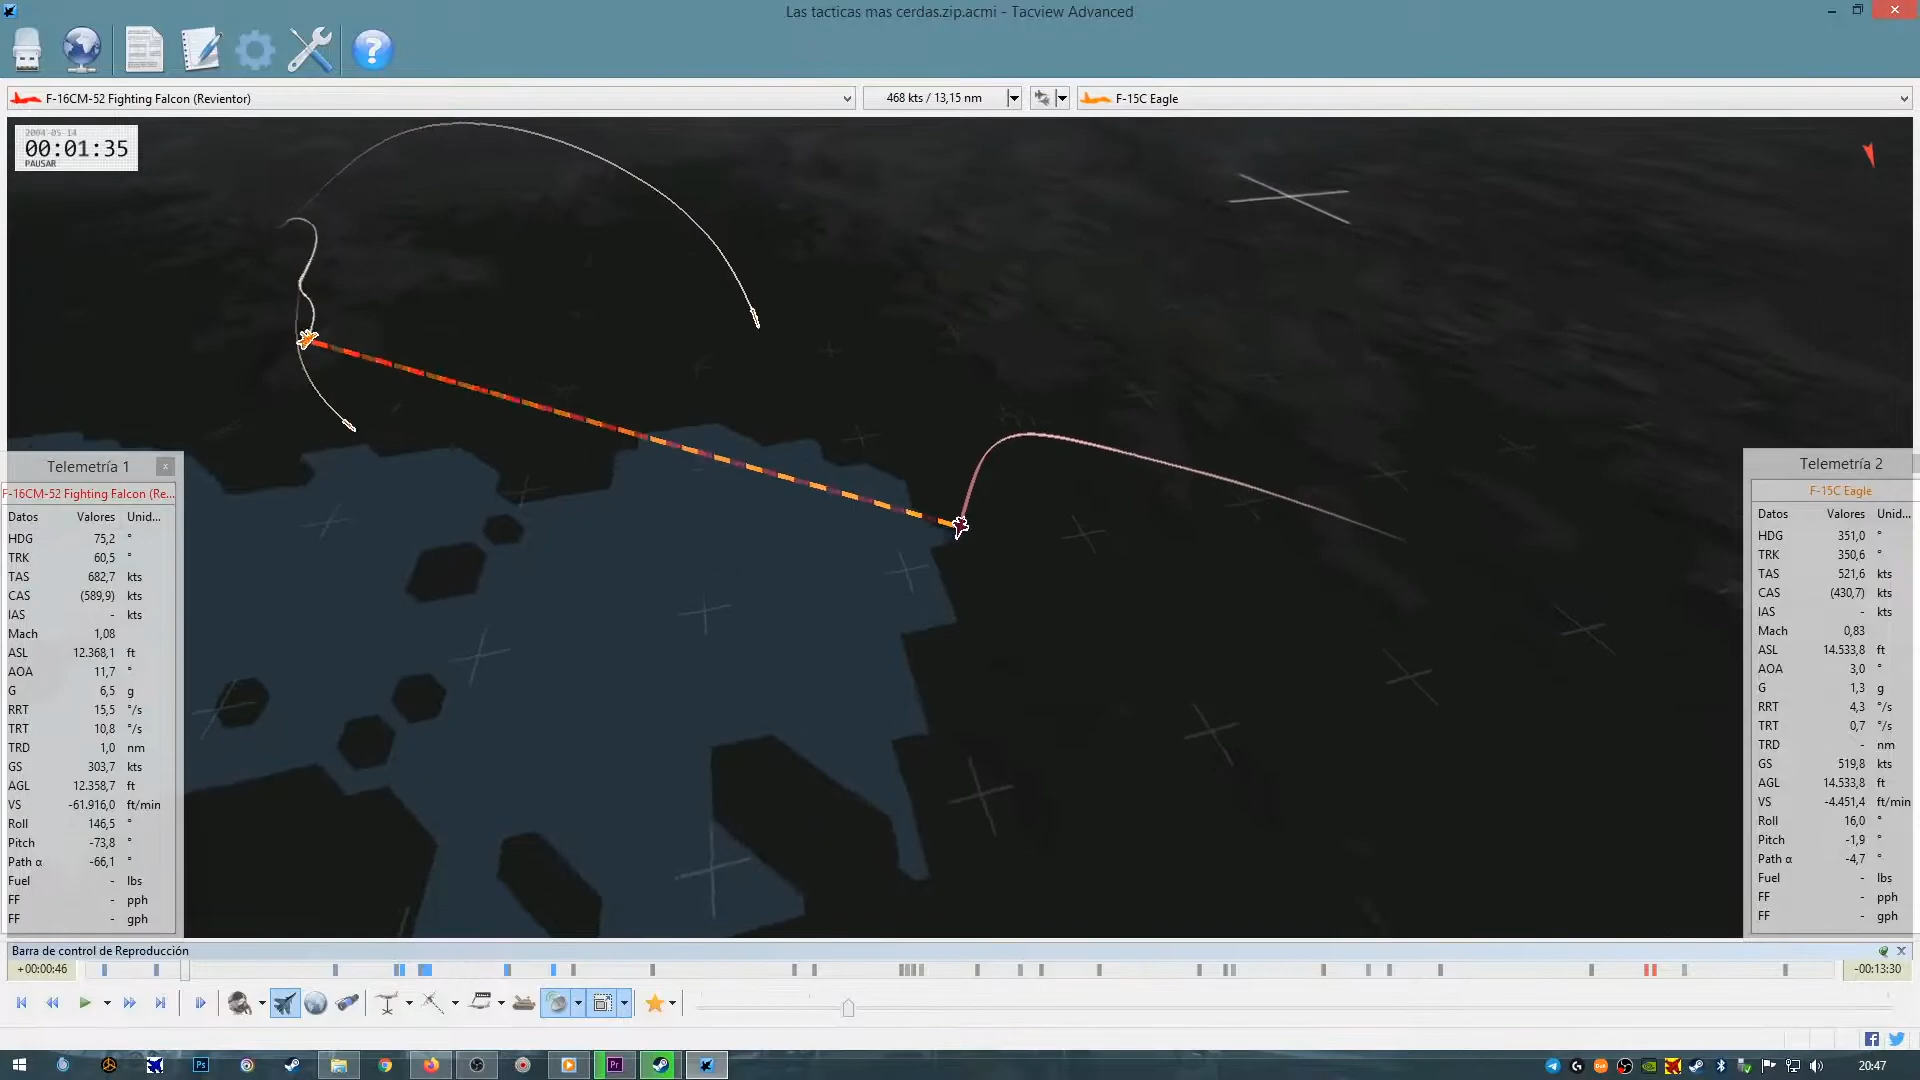 Las tacticas mas cerdas.zip.acmi - Tacview Advanced
F-16CM-52 Fighting Falcon (Revientor)
468 kts / 13,15 nm
F-15C Eagle
2004-05-14
00:01:35
PAUSAR
Telemetría 1
F-16CM-52 Fighting Falcon (Re...
Datos Valores Unid...
HDG 75,2 °
TRK 60,5 °
TAS 682,7 kts
CAS (589,9) kts
IAS - kts
Mach 1,08
ASL 12.368,1 ft
AOA 11,7 °
G 6,5 g
RRT 15,5 °/s
TRT 10,8 °/s
TRD 1,0 nm
GS 303,7 kts
AGL 12.358,7 ft
VS -61.916,0 ft/min
Roll 146,5 °
Pitch -73,8 °
Path α -66,1 °
Fuel - lbs
FF - pph
FF - gph
Telemetría 2
F-15C Eagle
Datos Valores Unid...
HDG 351,0 °
TRK 350,6 °
TAS 521,6 kts
CAS (430,7) kts
IAS - kts
Mach 0,83
ASL 14.533,8 ft
AOA 3,0 °
G 1,3 g
RRT 4,3 °/s
TRT 0,7 °/s
TRD - nm
GS 519,8 kts
AGL 14.533,8 ft
VS -4.451,4 ft/min
Roll 16,0 °
Pitch -1,9 °
Path α -4,7 °
Fuel - lbs
FF - pph
FF - gph
Barra de control de Reproducción
+00:00:46
-00:13:30
Ps
Pr
20:47